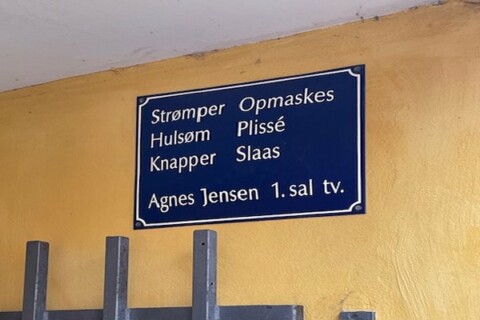 Strømper Opmaskes
Hulsøm Plissé
Knapper Slaas
Agnes Jensen 1. sal tv.